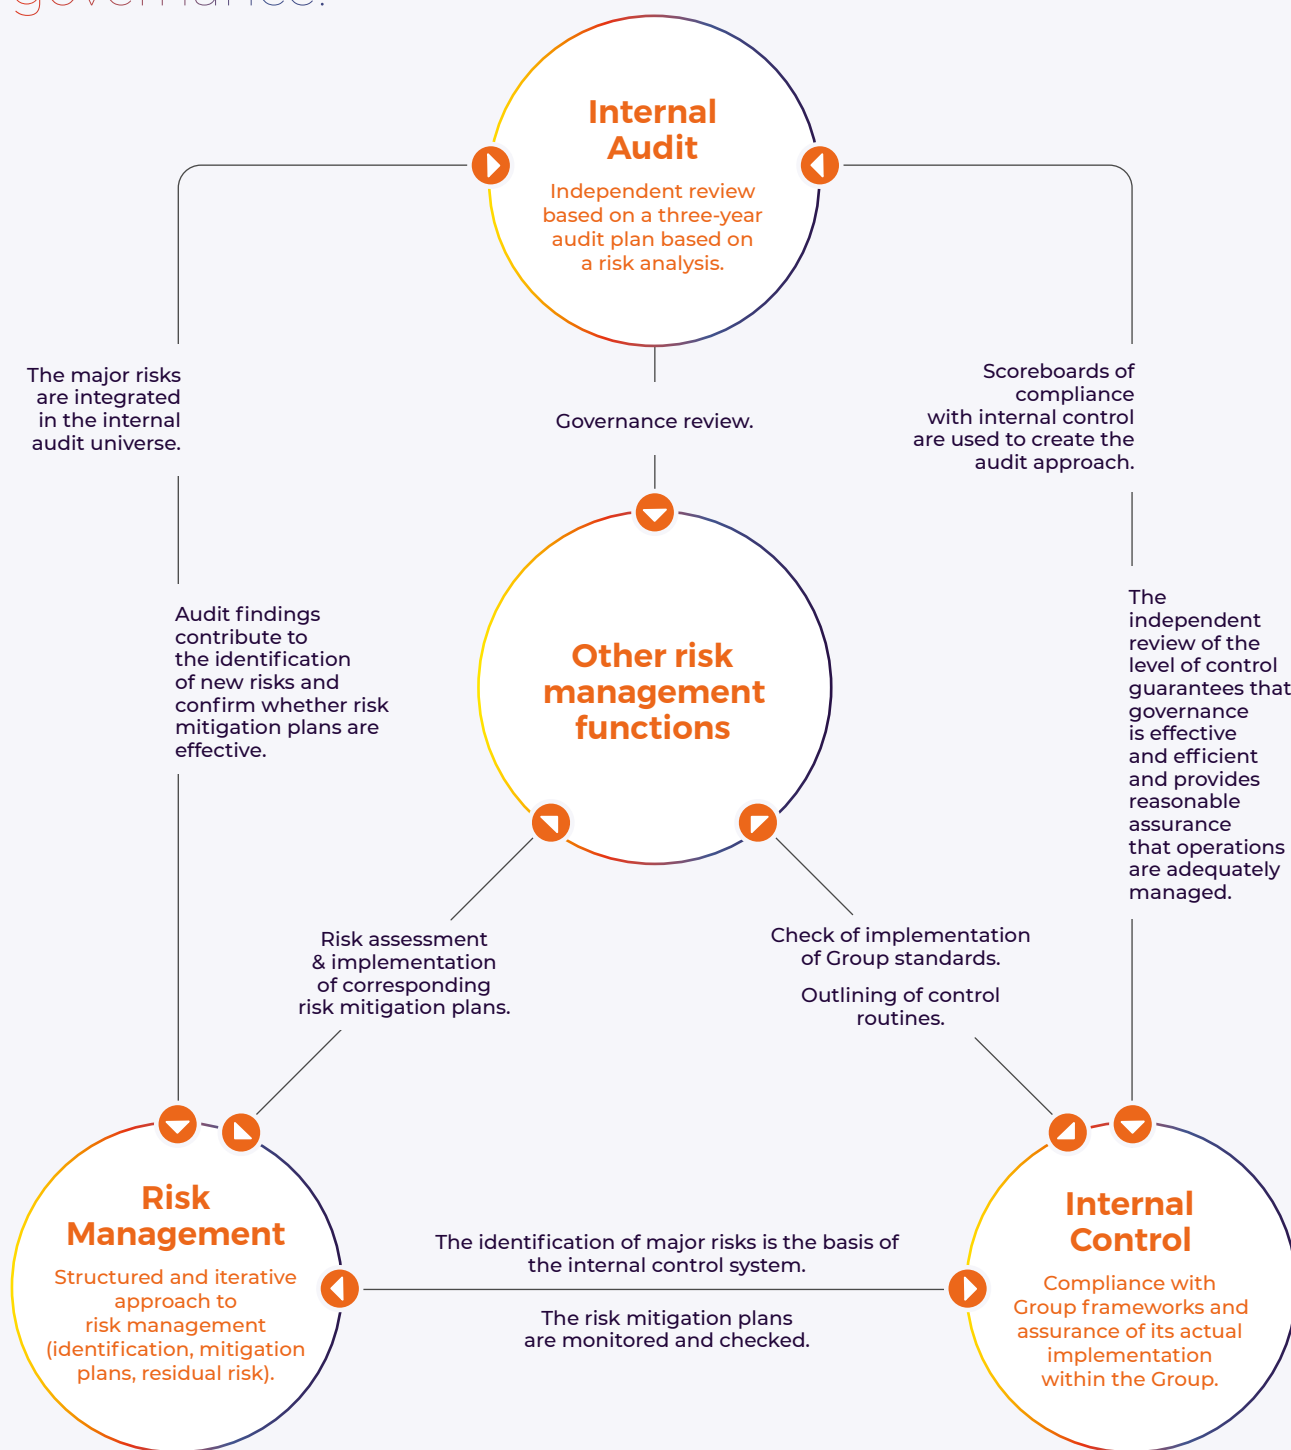 governance.
Internal
Audit
Independent review
based on a three-year
audit plan based on
a risk analysis.
The major risks
are integrated
in the internal
audit universe.
Governance review.
Scoreboards of
compliance
with internal control
are used to create the
audit approach.
Audit findings
contribute to
the identification
of new risks and
confirm whether risk
mitigation plans are
effective.
Other risk
management
functions
The
independent
review of the
level of control
guarantees that
governance
is effective
and efficient
and provides
reasonable
assurance
that operations
are adequately
managed.
Risk assessment
& implementation
of corresponding
risk mitigation plans.
Check of implementation
of Group standards.
Outlining of control
routines.
Risk
Management
Structured and iterative
approach to
risk management
(identification, mitigation
plans, residual risk).
The identification of major risks is the basis of
the internal control system.
The risk mitigation plans
are monitored and checked.
Internal
Control
Compliance with
Group frameworks and
assurance of its actual
implementation
within the Group.